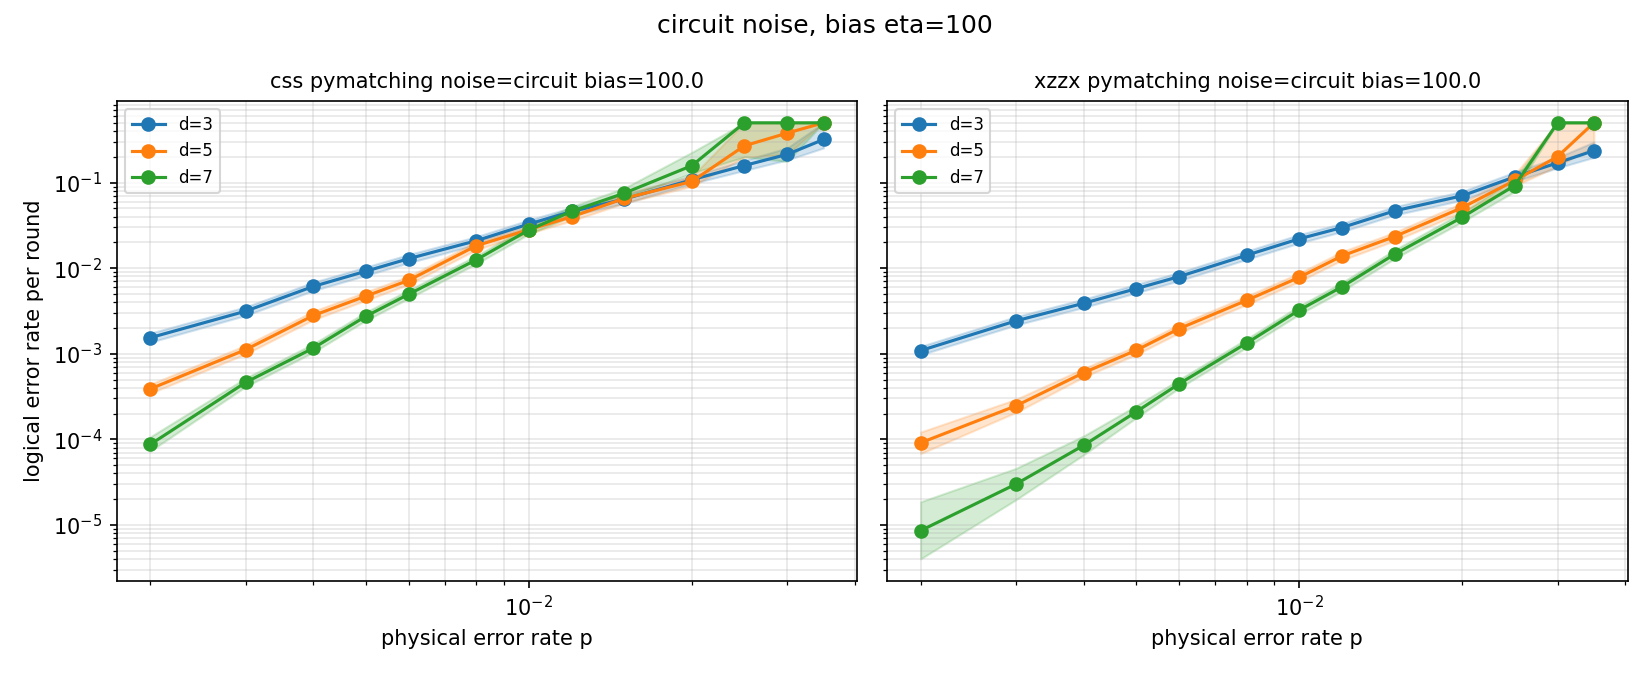 circuit noise, bias eta=100
css pymatching noise=circuit bias=100.0
d=3
d=5
d=7
10⁻¹
10⁻²
10⁻³
10⁻⁴
10⁻⁵
logical error rate per round
10⁻²
physical error rate p
xzzx pymatching noise=circuit bias=100.0
d=3
d=5
d=7
10⁻²
physical error rate p